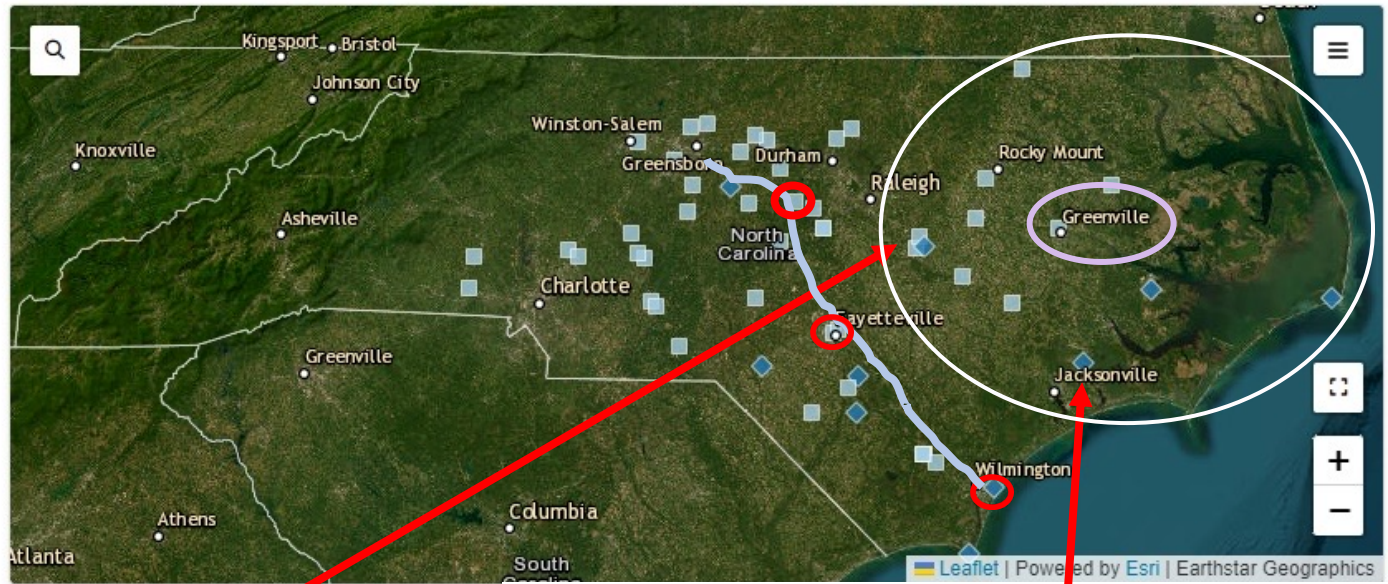 Kingsport
Bristol
Johnson City
Knoxville
Winston-Salem
Greensboro
Durham
Rocky Mount
Raleigh
Asheville
Greenville
North
Carolina
Charlotte
Fayetteville
Greenville
Jacksonville
Wilmington
Columbia
Athens
Atlanta
South
Carolina
+
−
Leaflet | Powered by Esri | Earthstar Geographics